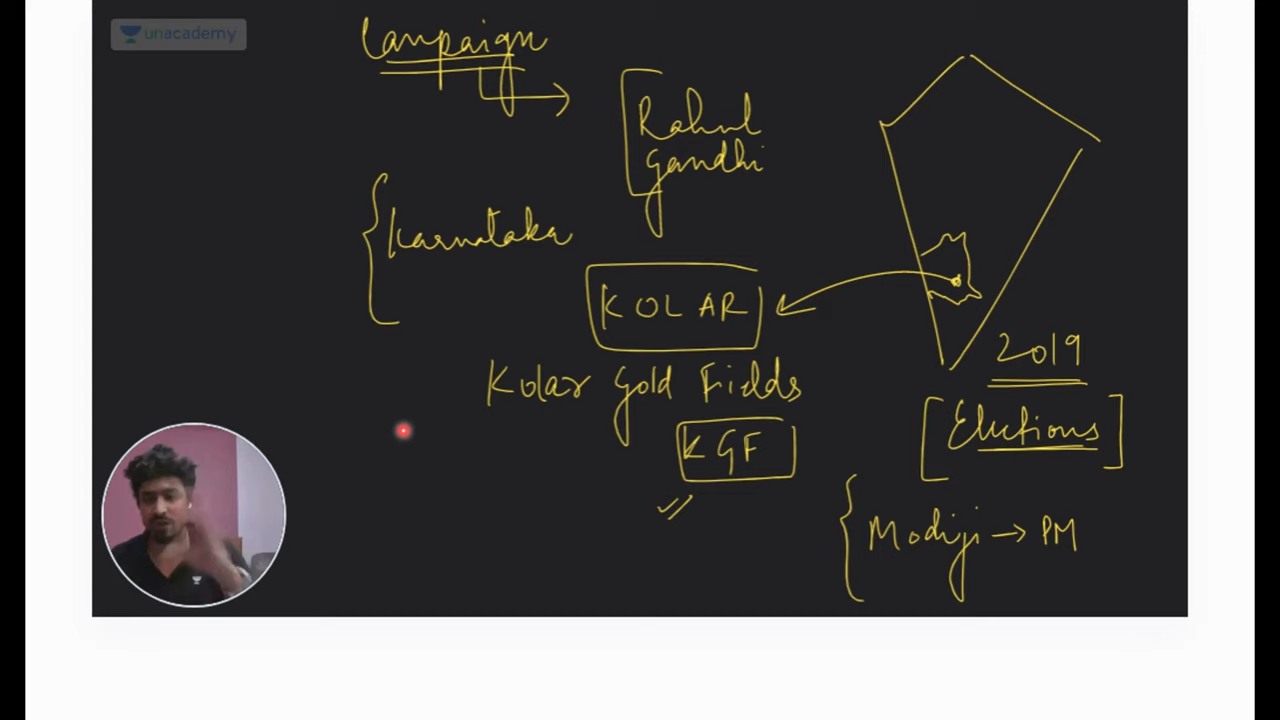 unacademy
Campaign
Rahul
Gandhi
Karnataka
KOLAR
Kolar Gold Fields
KGF
2019
Elections
Modiji → PM